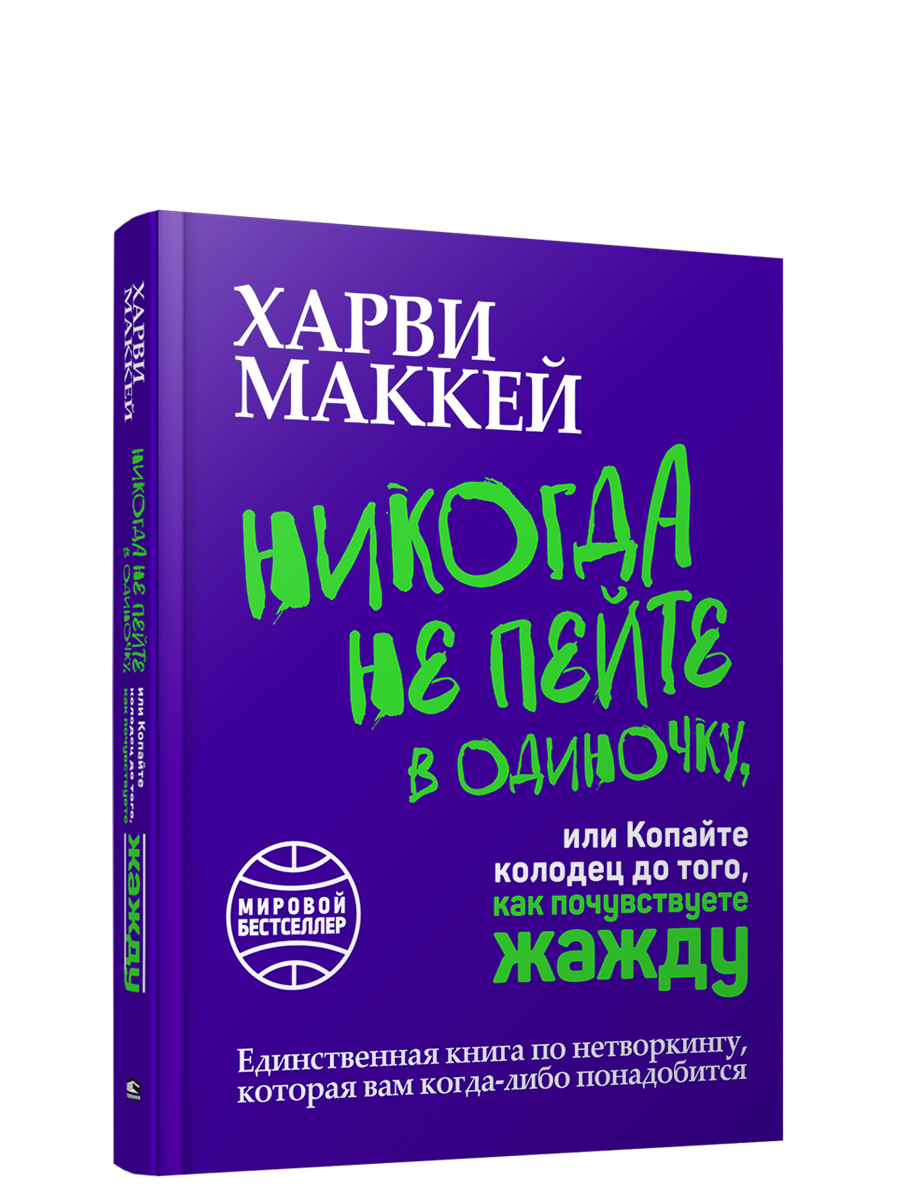 ХАРВИ
МАККЕЙ
НИКОГДА
НЕ ПЕЙТЕ
В ОДИНОЧКУ,
или Копайте
колодец до того,
как почувствуете
жажду
МИРОВОЙ
БЕСТСЕЛЛЕР
Единственная книга по нетворкингу,
которая вам когда-либо понадобится
ХАРВИ
МАККЕЙ
НИКОГДА НЕ ПЕЙТЕ
В ОДИНОЧКУ,
или Копайте
колодец до того,
как почувствуете
жажду